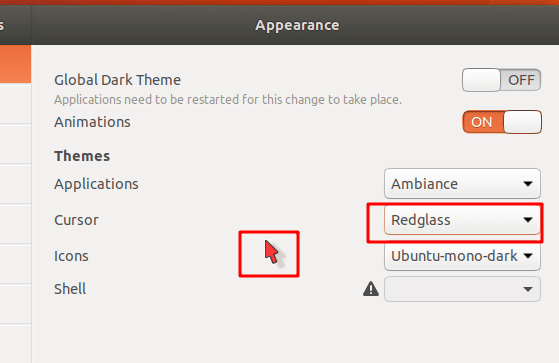 s
Appearance
Global Dark Theme OFF
Applications need to be restarted for this change to take place.
Animations ON
Themes
Applications Ambiance
Cursor Redglass
Icons Ubuntu-mono-dark
Shell